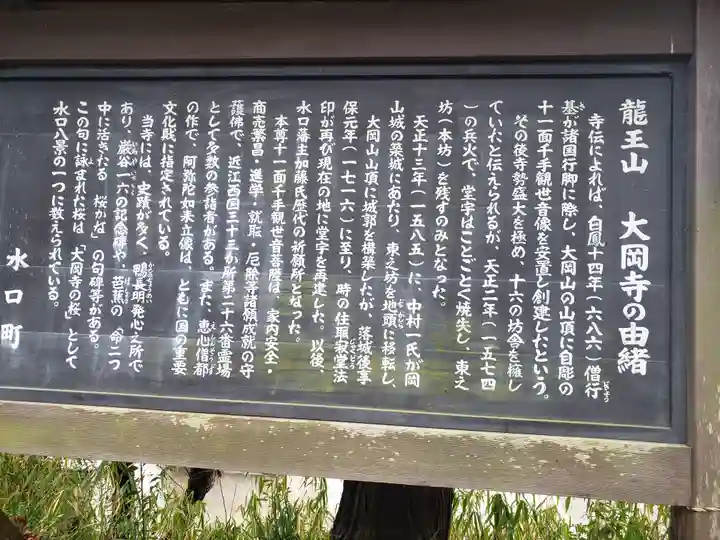 龍王山　大岡寺の由緒
寺伝によれば、白鳳十四年（六八六）僧行
基が諸国行脚に際し、大岡山の山頂に自彫の
十一面千手観世音像を安置し創建したという。
その後寺勢盛大を極め、十六の坊舎を擁し
ていたと伝えられるが、天正二年（一五七四
）の兵火で、堂宇はことごとく焼失し、東之
坊（本坊）を残すのみとなった。
天正十三年（一五八五）に、中村一氏が岡
山城の築城にあたり、東之坊を地頭に移転し、
大岡山山頂に城郭を構築したが、落城後享
保元年（一七一六）に至り、時の住職寂堂法
印が再び現在の地に堂宇を再建した。以後、
水口藩主加藤氏歴代の祈願所となった。
本尊十一面千手観世音菩薩は、家内安全・
商売繁昌・進学・就職・厄除等諸願成就の守
護佛で、近江西国三十三か所第二十六番霊場
として多数の参詣者がある。また、恵心僧都
の作で、阿弥陀如来立像は、ともに国の重要
文化財に指定されている。
当寺には、史蹟が多く、鴨長明発心之所で
あり、巌谷一六の記念碑や、芭蕉の〝命二つ
中に活きたる　桜かな〟の句碑等がある。
この句に詠まれた桜は「大岡寺の桜」として
水口八景の一つに数えられている。
水口町